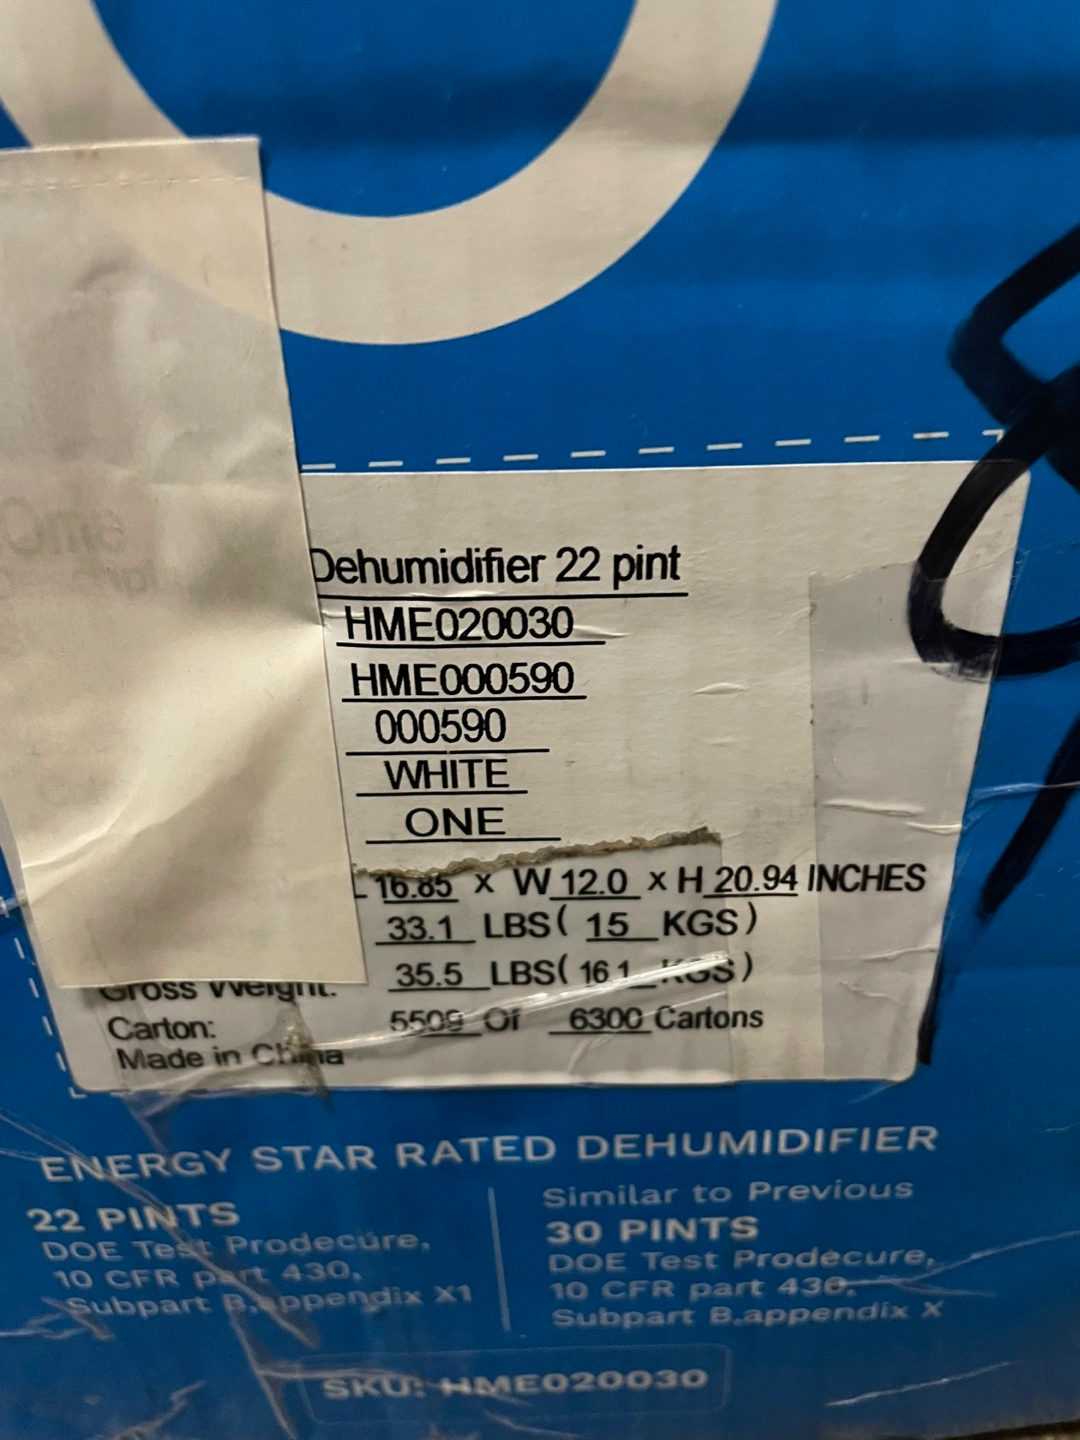 Dehumidifier 22 pint
HME020030
HME000590
000590
WHITE
ONE
L 16.85 x W 12.0 x H 20.94 INCHES
33.1 LBS( 15 KGS)
35.5 LBS( 16.1 KGS)
Gross Weight:
Carton: 5509 Of 6300 Cartons
Made in China
ENERGY STAR RATED DEHUMIDIFIER
22 PINTS
DOE Test Prodecure,
10 CFR part 430,
Subpart B,appendix X1
Similar to Previous
30 PINTS
DOE Test Prodecure,
10 CFR part 430,
Subpart B,appendix X
SKU: HME020030